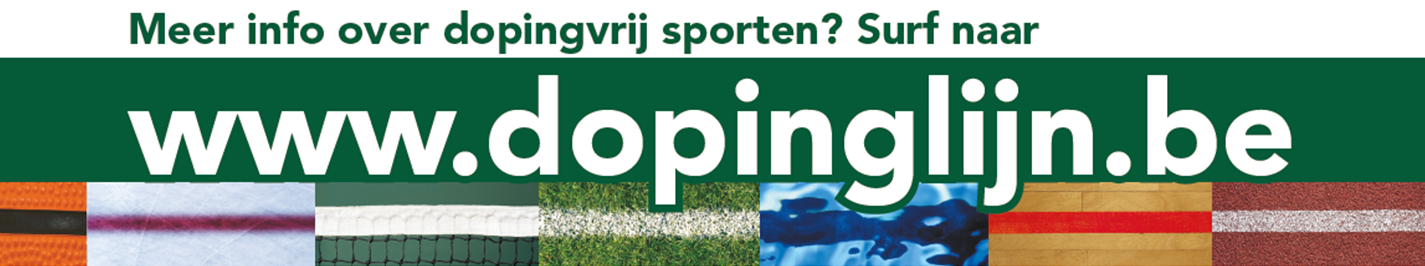 Meer info over dopingvrij sporten? Surf naar
www.dopinglijn.be